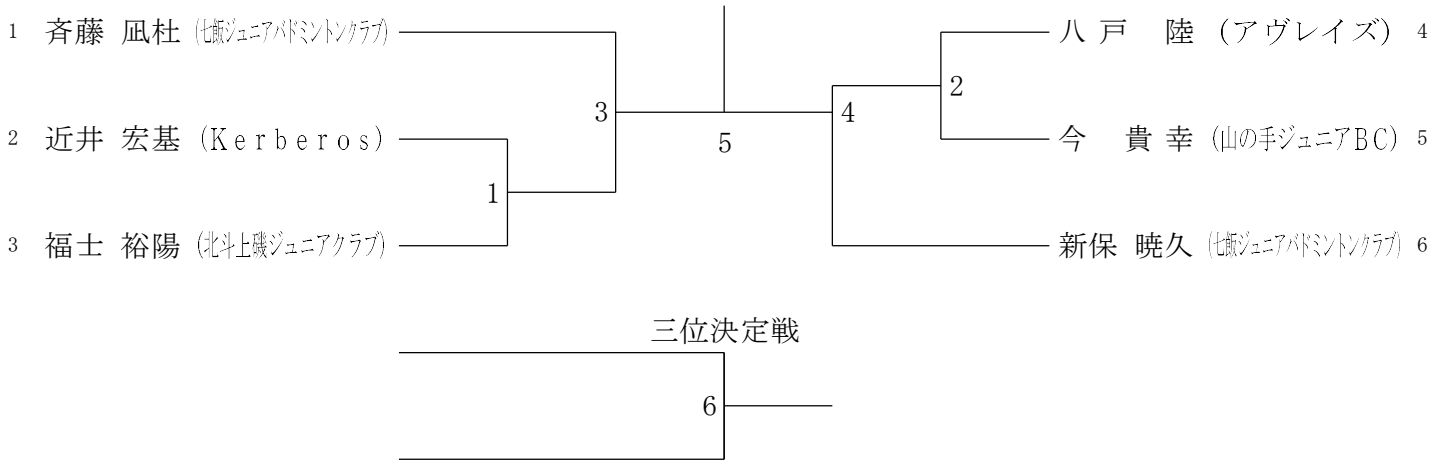 1 斉藤 凪杜 (七飯ジュニアバドミントンクラブ)
八戸 陸 (アヴレイズ) 4
2
3
4
2 近井 宏基 (Kerberos)
5
今 貴幸 (山の手ジュニアBC) 5
1
3 福士 裕陽 (北斗上磯ジュニアクラブ)
新保 暁久 (七飯ジュニアバドミントンクラブ) 6
三位決定戦
6